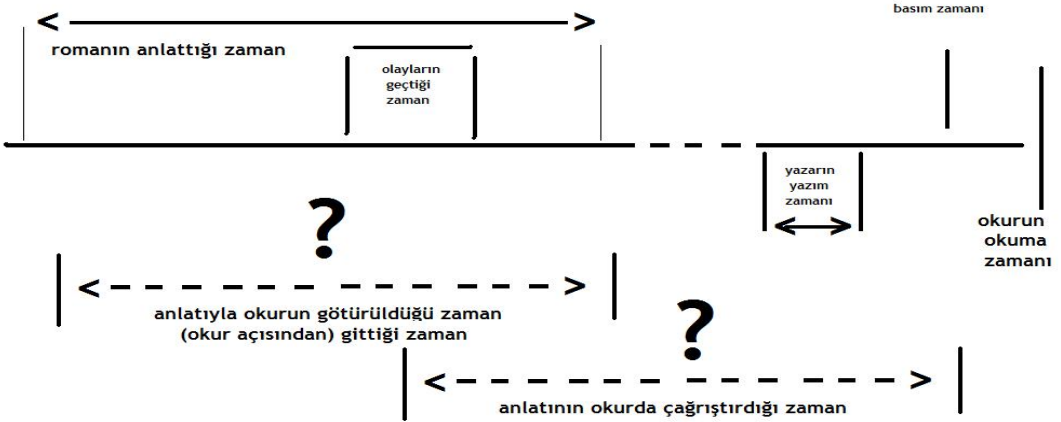 basım zamanı
romanın anlattığı zaman
olayların
geçtiği
zaman
yazarın
yazım
zamanı
okurun
okuma
zamanı
?
anlatıyla okurun götürüldüğü zaman
(okur açısından) gittiği zaman
?
anlatının okurda çağrıştırdığı zaman